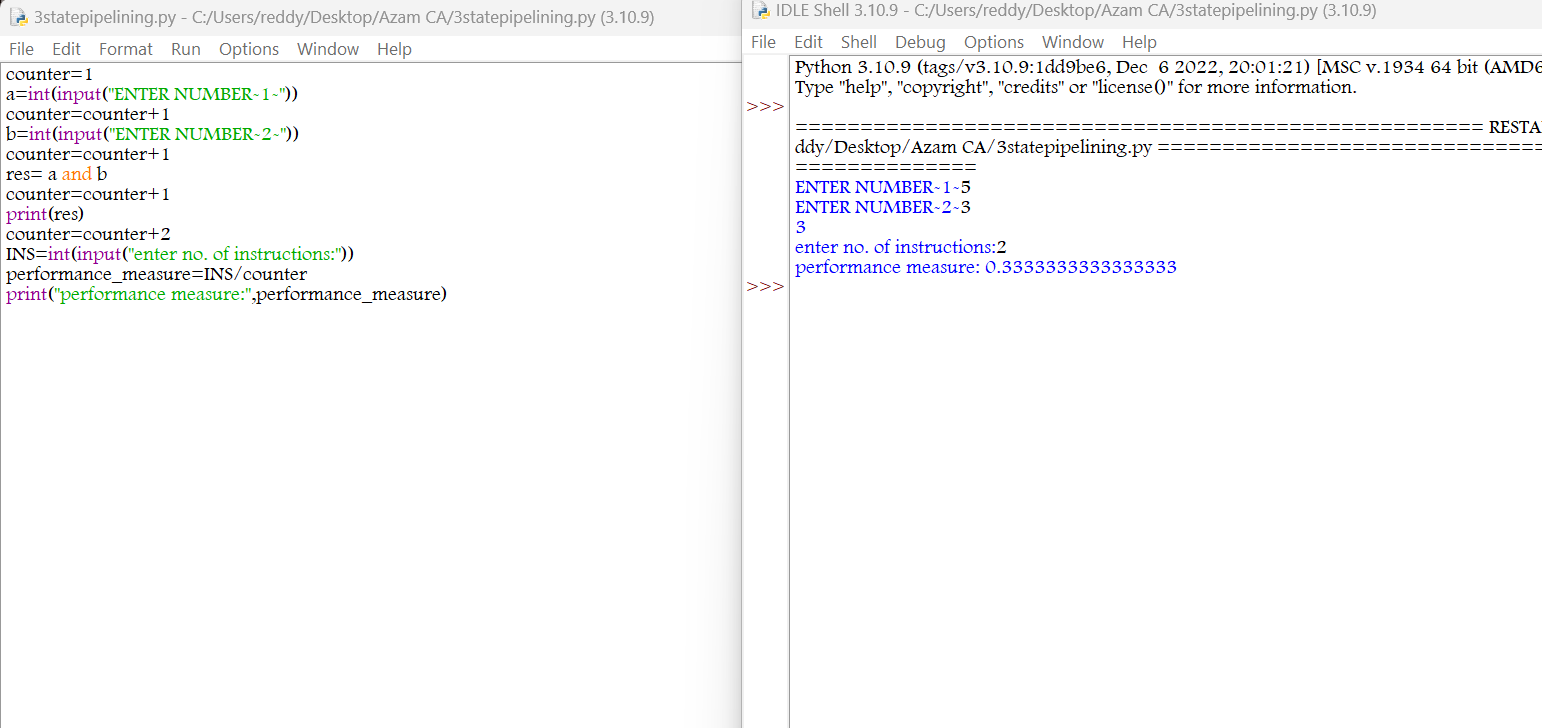 3statepipelining.py - C:/Users/reddy/Desktop/Azam CA/3statepipelining.py (3.10.9)
File Edit Format Run Options Window Help
counter=1
a=int(input("ENTER NUMBER~1~"))
counter=counter+1
b=int(input("ENTER NUMBER~2~"))
counter=counter+1
res= a and b
counter=counter+1
print(res)
counter=counter+2
INS=int(input("enter no. of instructions:"))
performance_measure=INS/counter
print("performance measure:",performance_measure)
IDLE Shell 3.10.9 - C:/Users/reddy/Desktop/Azam CA/3statepipelining.py (3.10.9)
File Edit Shell Debug Options Window Help
Python 3.10.9 (tags/v3.10.9:1dd9be6, Dec  6 2022, 20:01:21) [MSC v.1934 64 bit (AMD6
Type "help", "copyright", "credits" or "license()" for more information.
>>>
===================================================== RESTA
ddy/Desktop/Azam CA/3statepipelining.py ==============================
==============
ENTER NUMBER~1~5
ENTER NUMBER~2~3
3
enter no. of instructions:2
performance measure: 0.3333333333333333
>>>